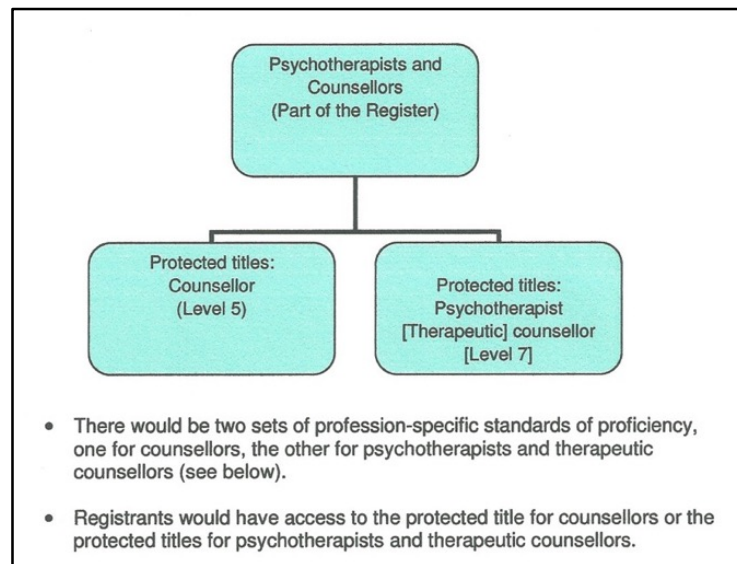 Psychotherapists and
Counsellors
(Part of the Register)
Protected titles:
Counsellor
(Level 5)
Protected titles:
Psychotherapist
[Therapeutic] counsellor
[Level 7]
• There would be two sets of profession-specific standards of proficiency,
one for counsellors, the other for psychotherapists and therapeutic
counsellors (see below).
• Registrants would have access to the protected title for counsellors or the
protected titles for psychotherapists and therapeutic counsellors.